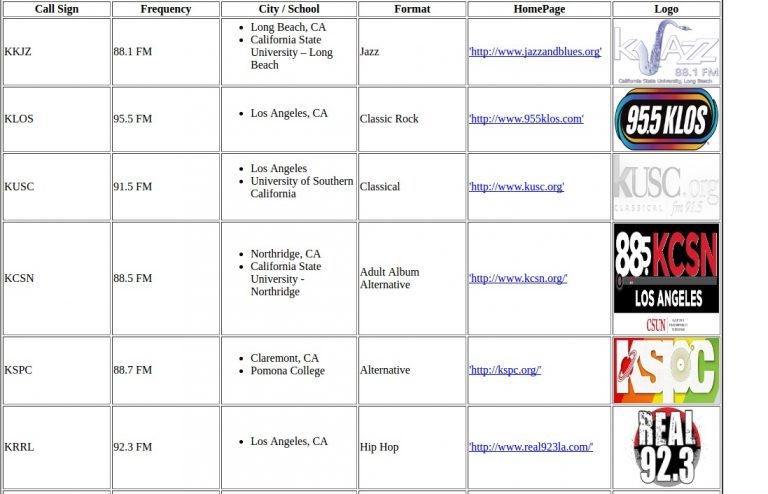 Call Sign Frequency City / School Format HomePage Logo
KKJZ 88.1 FM
Long Beach, CA
California State
University – Long
Beach
Jazz 'http://www.jazzandblues.org'
KJAZZ
88.1 FM
California State University, Long Beach
KLOS 95.5 FM
Los Angeles, CA
Classic Rock 'http://www.955klos.com'
95.5 KLOS
KUSC 91.5 FM
Los Angeles
University of Southern
California
Classical 'http://www.kusc.org'
KUSC.org
CLASSICAL fm 91.5
KCSN 88.5 FM
Northridge, CA
California State
University -
Northridge
Adult Album
Alternative
'http://www.kcsn.org/'
88.5 KCSN
LOS ANGELES
CSUN
KSPC 88.7 FM
Claremont, CA
Pomona College
Alternative 'http://kspc.org/'
KSPC
KRRL 92.3 FM
Los Angeles, CA
Hip Hop 'http://www.real923la.com/'
REAL
92.3